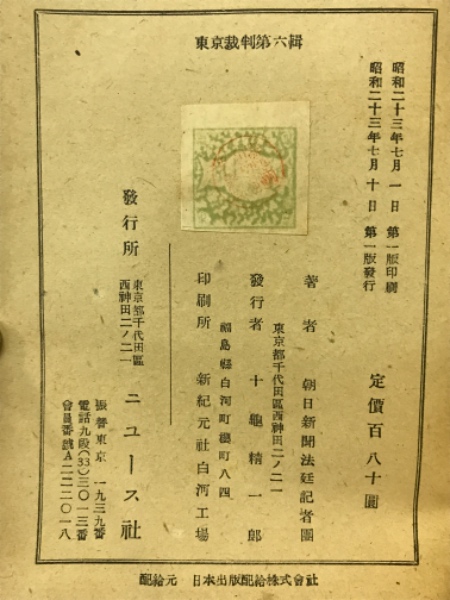 東京裁判第六輯
昭和二十三年七月一日 第一版印刷
昭和二十三年七月十日 第一版発行
定價百八十圓
著者 朝日新聞法廷記者團
東京都千代田區西神田二ノ二一
發行者 十龜精一郎
福島縣白河町櫻町八四
印刷所 新紀元社白河工場
發行所
東京都千代田區
西神田二ノ二一
ニュース社
振替東京一九三九番
電話九段(33)三〇一三番
會員番號A二二二〇一八
配給元 日本出版配給株式會社